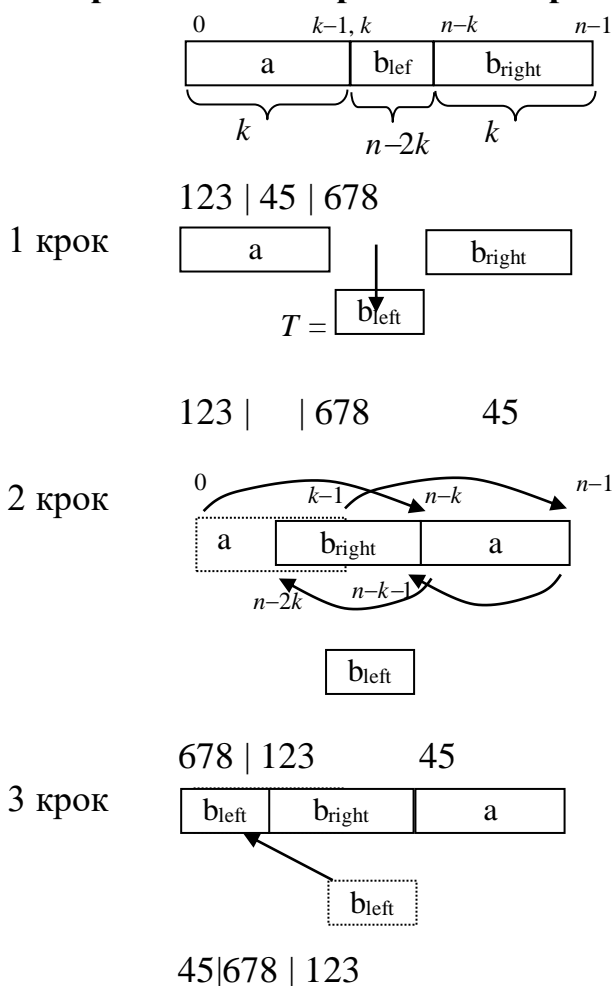 0 k–1, k n–k n–1
a b_lef b_right
k n–2k k
123 | 45 | 678
1 крок
a b_right
T = b_left
123 | | 678 45
2 крок
0 k–1 n–k n–1
a b_right a
n–2k n–k–1
b_left
678 | 123 45
3 крок
b_left b_right a
b_left
45|678 | 123